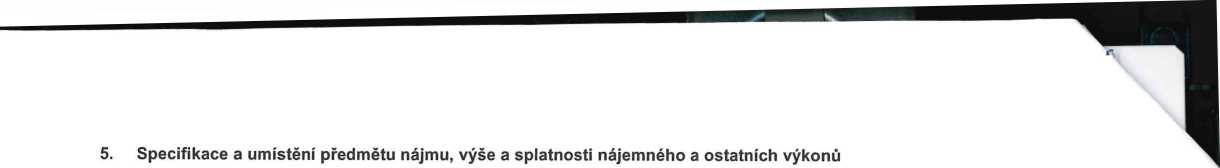 5. Specifikace a umístění předmětu nájmu, výše a splatnosti nájemného a ostatních výkonů